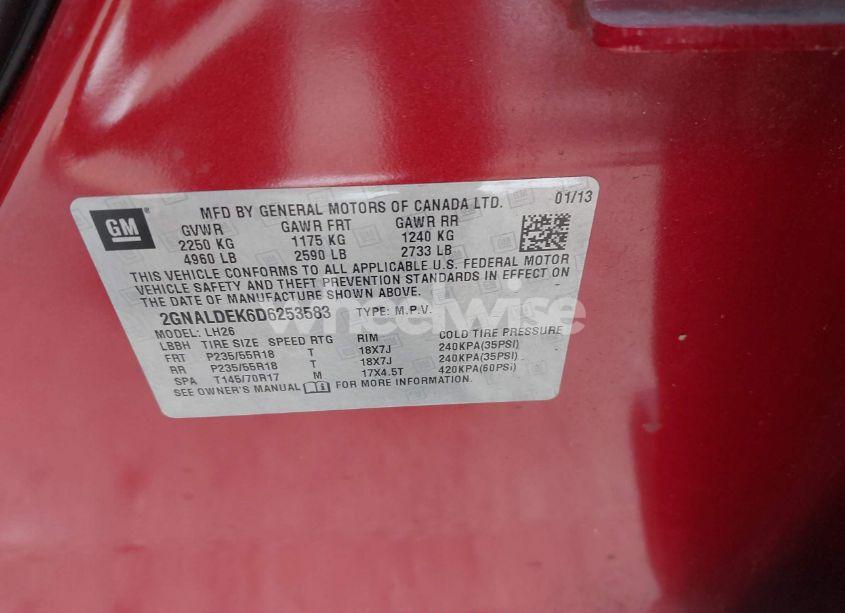 GM
MFD BY GENERAL MOTORS OF CANADA LTD. 01/13
GVWR GAWR FRT GAWR RR
2250 KG 1175 KG 1240 KG
4960 LB 2590 LB 2733 LB
THIS VEHICLE CONFORMS TO ALL APPLICABLE U.S. FEDERAL MOTOR
VEHICLE SAFETY AND THEFT PREVENTION STANDARDS IN EFFECT ON
THE DATE OF MANUFACTURE SHOWN ABOVE.
2GNALDEK6D6253583 TYPE: M.P.V.
MODEL: LH26
LBBH TIRE SIZE SPEED RTG RIM COLD TIRE PRESSURE
FRT P235/55R18 T 18X7J 240KPA(35PSI)
RR P235/55R18 T 18X7J 240KPA(35PSI)
SPA T145/70R17 M 17X4.5T 420KPA(60PSI)
SEE OWNER'S MANUAL FOR MORE INFORMATION.
wheelwise